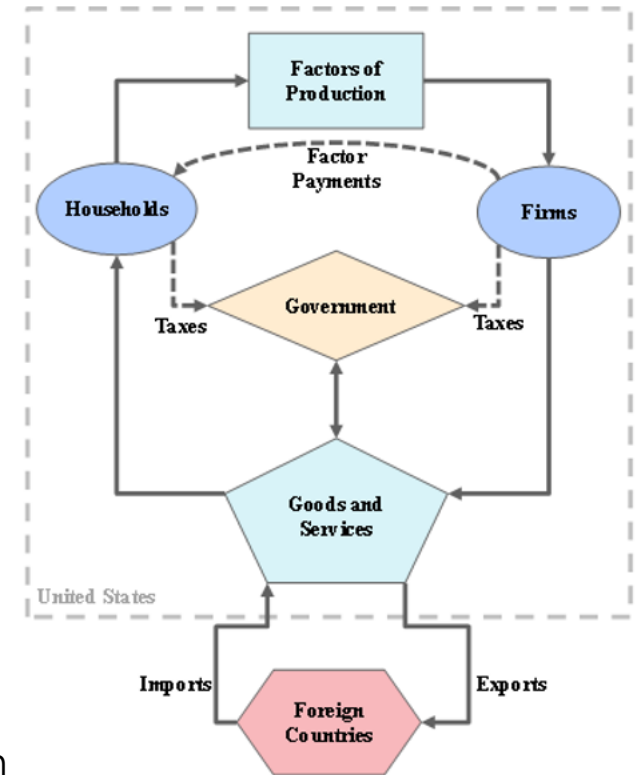 Factors of
Production
Factor
Payments
Households
Firms
Government
Taxes
Taxes
Goods and
Services
United States
Imports
Exports
Foreign
Countries